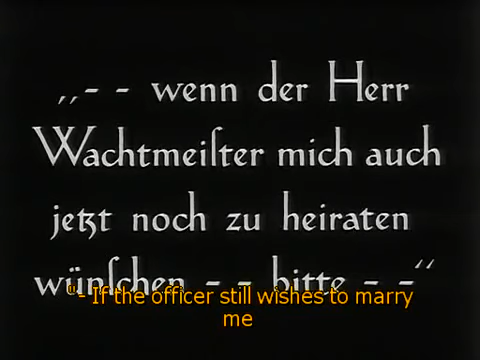 „- - wenn der Herr
Wachtmeiſter mich auch
jetzt noch zu heiraten
wünſchen - - bitte - -“
"- If the officer still wishes to marry
me